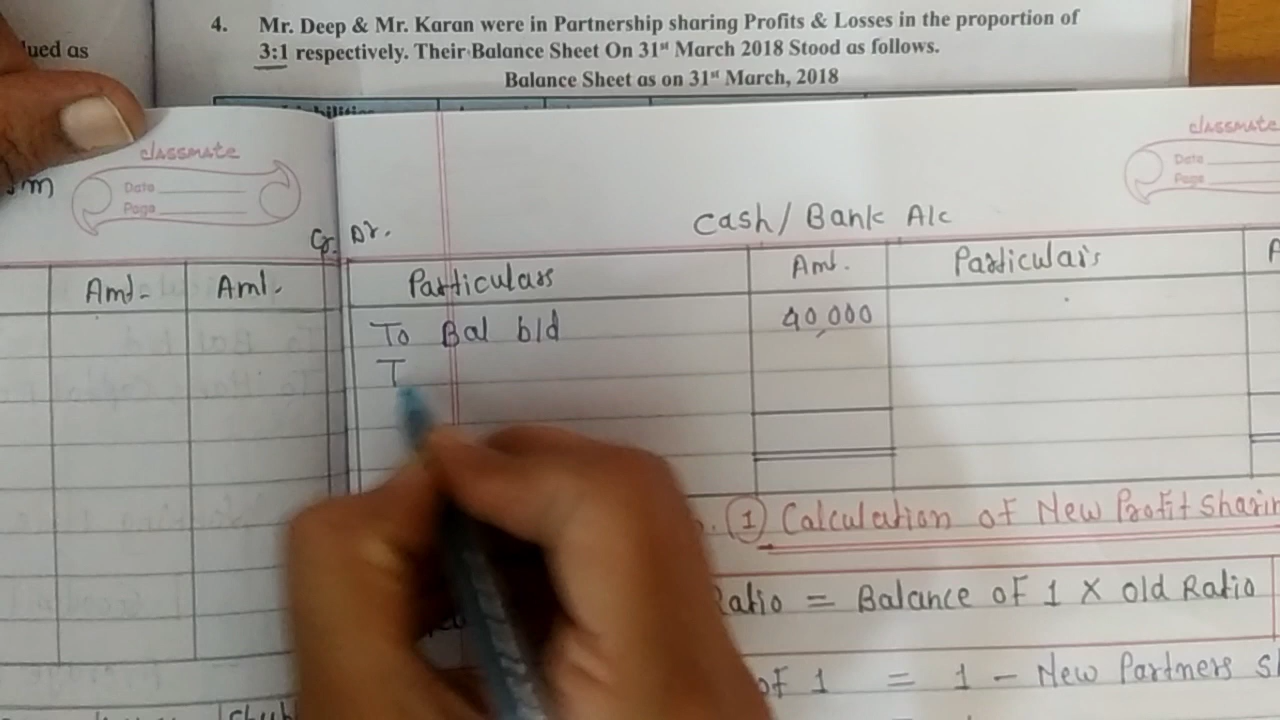 lued as
4. Mr. Deep & Mr. Karan were in Partnership sharing Profits & Losses in the proportion of
3:1 respectively. Their Balance Sheet On 31st March 2018 Stood as follows.
Balance Sheet as on 31st March, 2018
classmate
Date
Page
classmate
Date
Page
Cr.
Dr.
Cash/Bank A/c
Amt.
Amt.
Particulars
Amt.
Particulars
A
To Bal b/d
40,000
T
(1) Calculation of New Profit Sharin
Ratio = Balance of 1 X old Ratio
of 1 = 1 - New Partners s